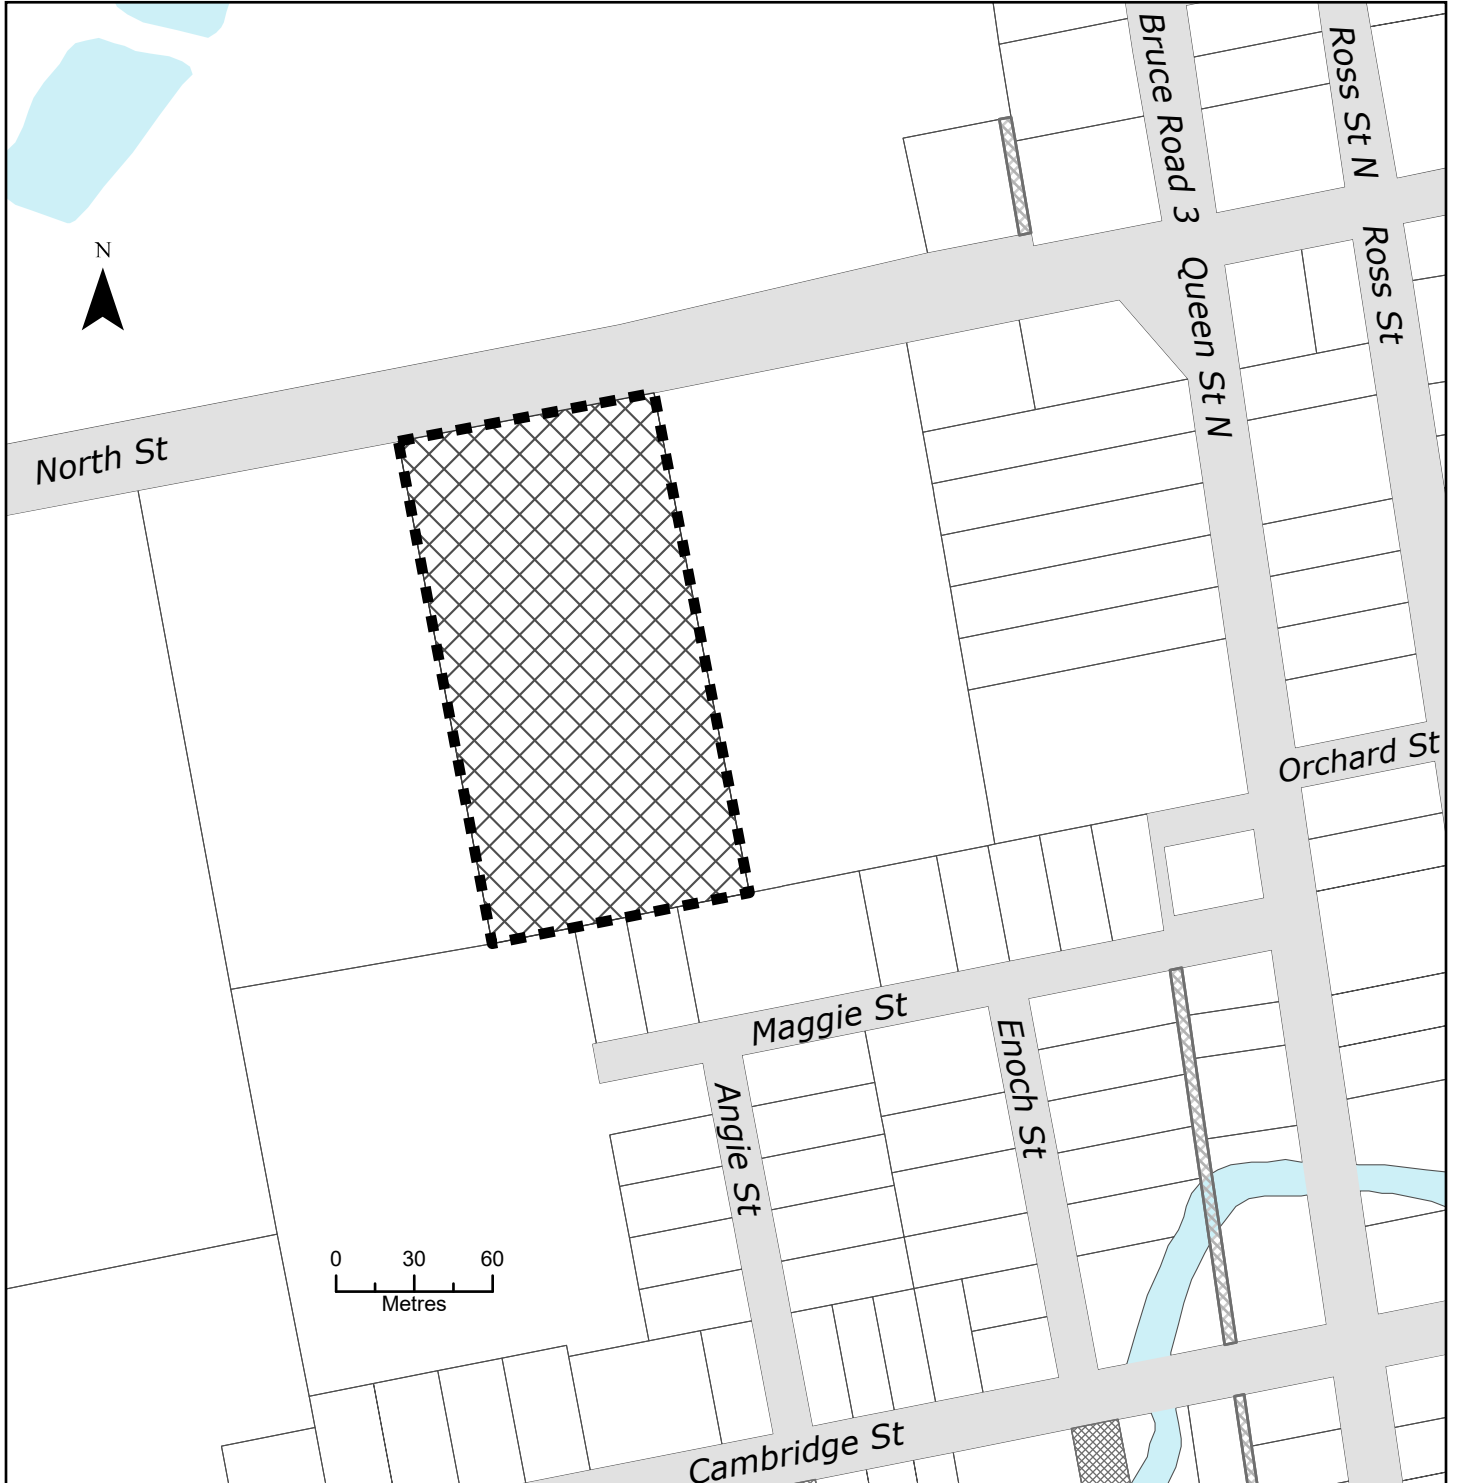 Bruce Road 3
Ross St N
N
Ross St
Queen St N
North St
Orchard St
Maggie St
Enoch St
Angie St
0 30 60
Metres
Cambridge St